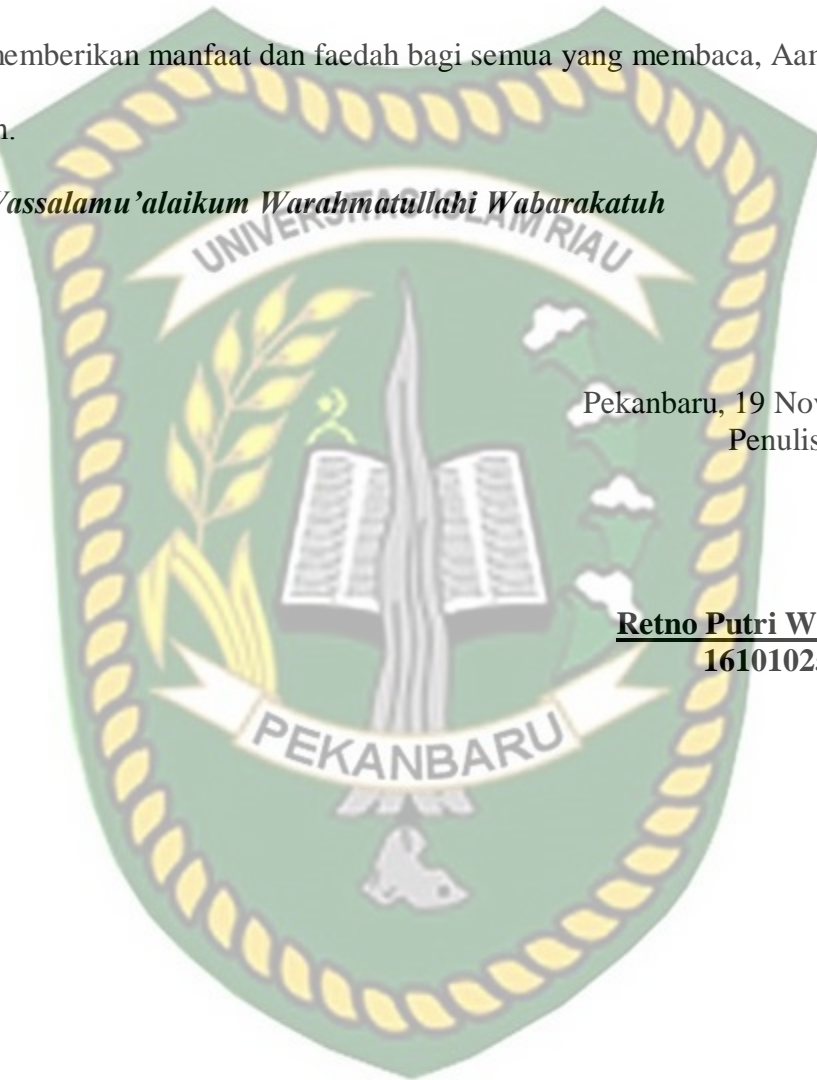 memberikan manfaat dan faedah bagi semua yang membaca, Aam
n.
Wassalamu’alaikum Warahmatullahi Wabarakatuh
UNIVERSITAS ISLAM RIAU
Pekanbaru, 19 Nov
Penulis
Retno Putri W
1610102
PEKANBARU